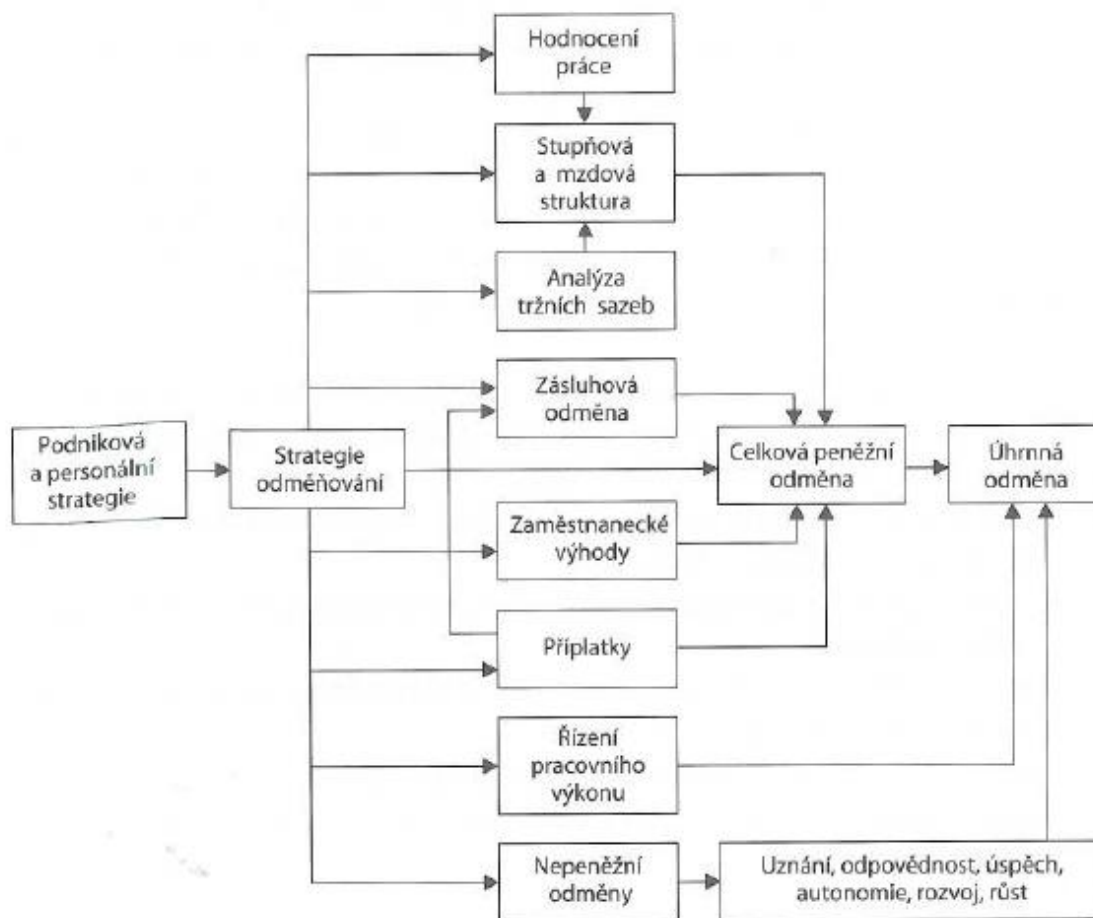 Hodnocení
práce
Stupňová
a mzdová
struktura
Analýza
tržních sazeb
Zásluhová
odměna
Podniková
a personální
strategie
Strategie
odměňování
Celková peněžní
odměna
Úhrnná
odměna
Zaměstnanecké
výhody
Příplatky
Řízení
pracovního
výkonu
Nepeněžní
odměny
Uznání, odpovědnost, úspěch,
autonomie, rozvoj, růst